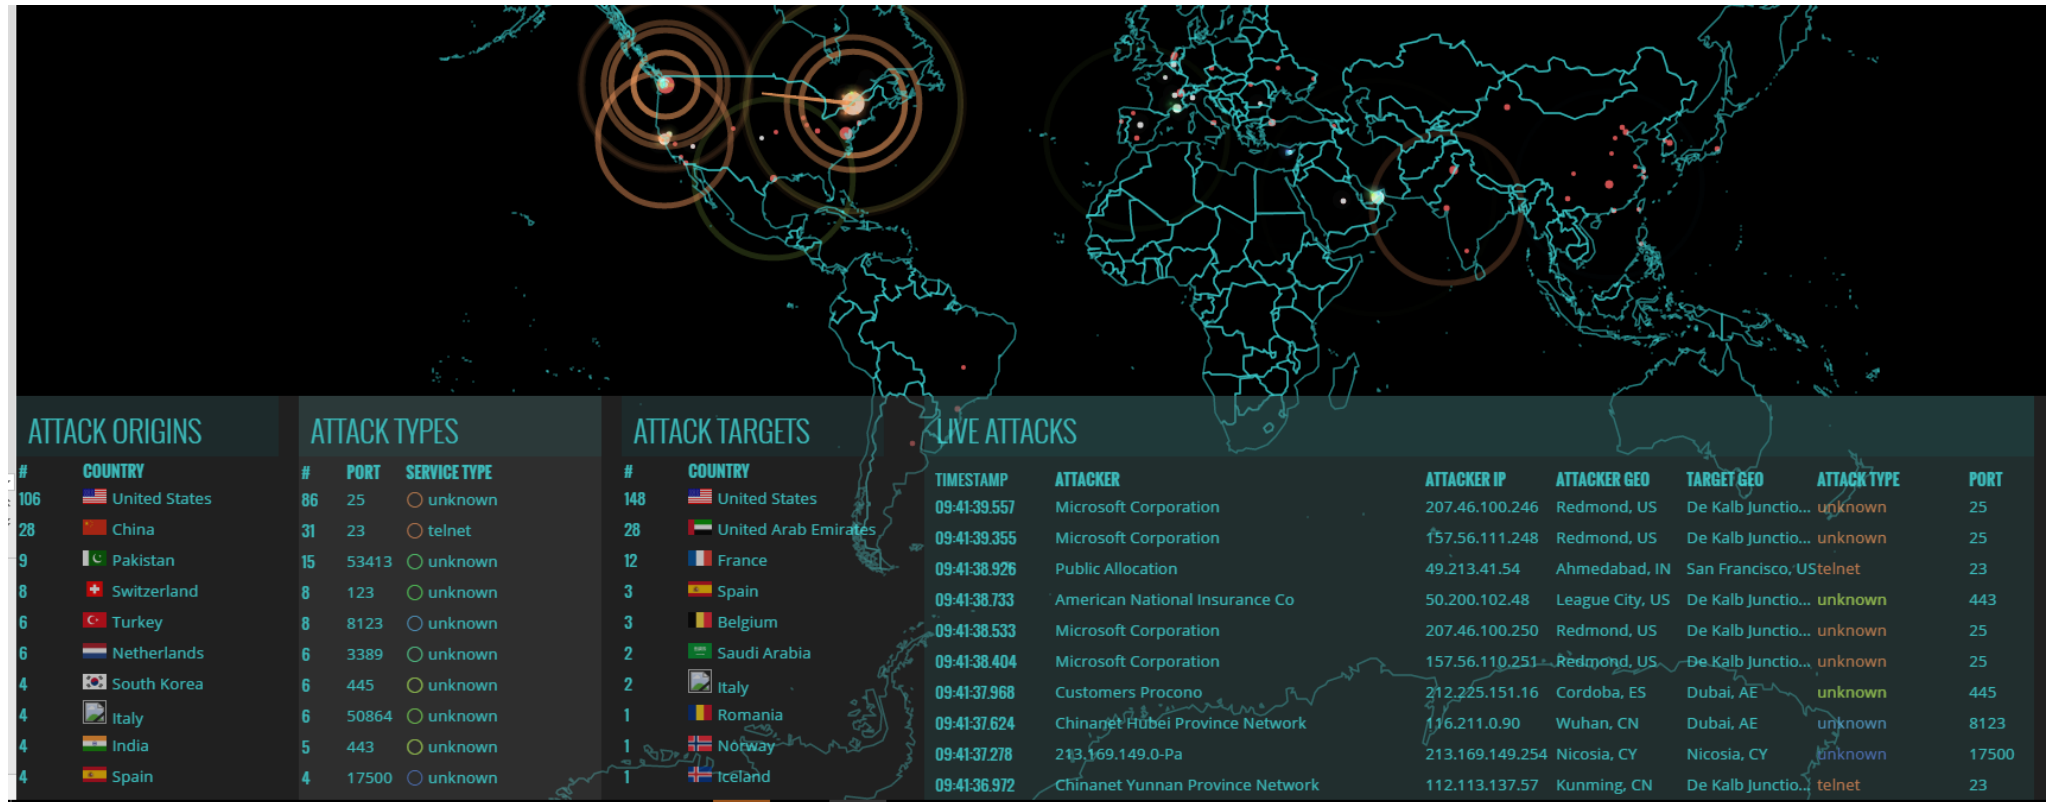 ATTACK ORIGINS
# COUNTRY
106 United States
28 China
9 Pakistan
8 Switzerland
6 Turkey
6 Netherlands
4 South Korea
4 Italy
4 India
4 Spain
ATTACK TYPES
# PORT SERVICE TYPE
86 25 unknown
31 23 telnet
15 53413 unknown
8 123 unknown
8 8123 unknown
6 3389 unknown
6 445 unknown
6 50864 unknown
5 443 unknown
4 17500 unknown
ATTACK TARGETS
# COUNTRY
148 United States
28 United Arab Emirates
12 France
3 Spain
3 Belgium
2 Saudi Arabia
2 Italy
1 Romania
1 Norway
1 Iceland
LIVE ATTACKS
TIMESTAMP ATTACKER ATTACKER IP ATTACKER GEO TARGET GEO ATTACK TYPE PORT
09:41:39.557 Microsoft Corporation 207.46.100.246 Redmond, US De Kalb Junctio... unknown 25
09:41:39.355 Microsoft Corporation 157.56.111.248 Redmond, US De Kalb Junctio... unknown 25
09:41:38.926 Public Allocation 49.213.41.54 Ahmedabad, IN San Francisco, US telnet 23
09:41:38.733 American National Insurance Co 50.200.102.48 League City, US De Kalb Junctio... unknown 443
09:41:38.533 Microsoft Corporation 207.46.100.250 Redmond, US De Kalb Junctio... unknown 25
09:41:38.404 Microsoft Corporation 157.56.110.251 Redmond, US De Kalb Junctio... unknown 25
09:41:37.968 Customers Procono 212.225.151.16 Cordoba, ES Dubai, AE unknown 445
09:41:37.624 Chinanet Hubei Province Network 116.211.0.90 Wuhan, CN Dubai, AE unknown 8123
09:41:37.278 213.169.149.0-Pa 213.169.149.254 Nicosia, CY Nicosia, CY unknown 17500
09:41:36.972 Chinanet Yunnan Province Network 112.113.137.57 Kunming, CN De Kalb Junctio... telnet 23